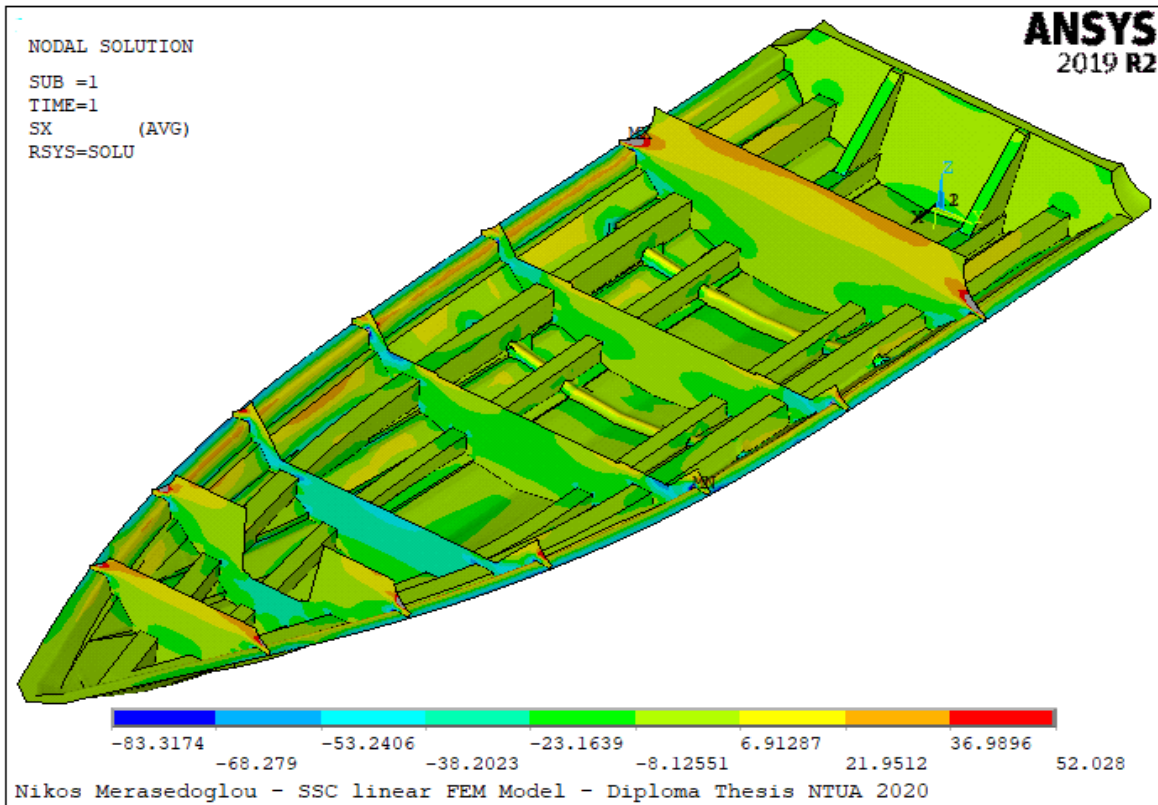 NODAL SOLUTION
SUB =1
TIME=1
SX (AVG)
RSYS=SOLU
ANSYS
2019 R2
MX
Z
MN
-83.3174 -53.2406 -23.1639 6.91287 36.9896
-68.279 -38.2023 -8.12551 21.9512 52.028
Nikos Merasedoglou - SSC linear FEM Model - Diploma Thesis NTUA 2020